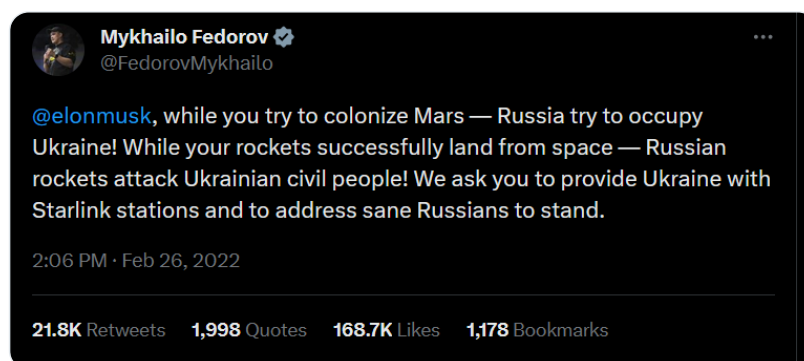 Mykhailo Fedorov
@FedorovMykhailo
@elonmusk, while you try to colonize Mars — Russia try to occupy
Ukraine! While your rockets successfully land from space — Russian
rockets attack Ukrainian civil people! We ask you to provide Ukraine with
Starlink stations and to address sane Russians to stand.
2:06 PM · Feb 26, 2022
21.8K Retweets 1,998 Quotes 168.7K Likes 1,178 Bookmarks